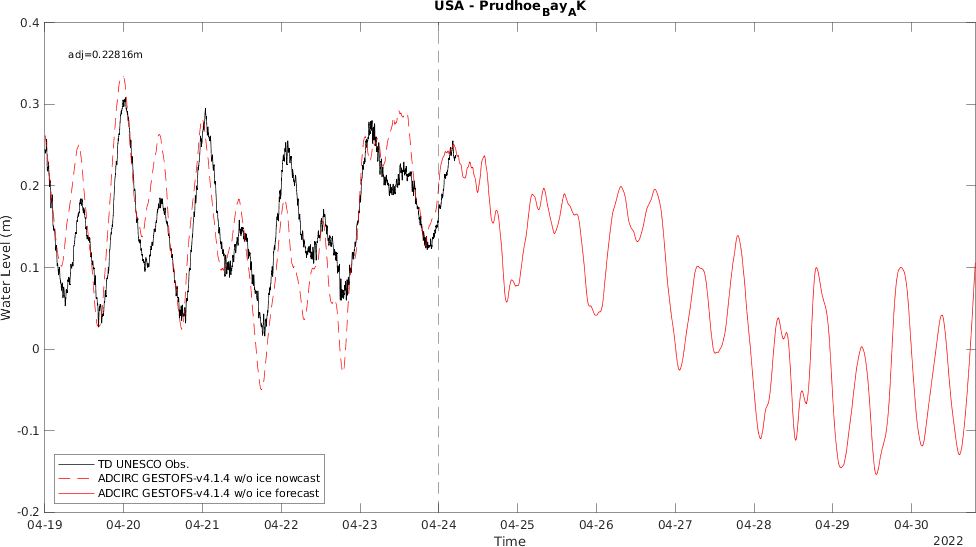 USA - Prudhoe_Bay_AK
adj=0.22816m
0.4
0.3
0.2
0.1
0
-0.1
-0.2
Water Level (m)
TD UNESCO Obs.
ADCIRC GESTOFS-v4.1.4 w/o ice nowcast
ADCIRC GESTOFS-v4.1.4 w/o ice forecast
04-19 04-20 04-21 04-22 04-23 04-24 04-25 04-26 04-27 04-28 04-29 04-30
Time
2022